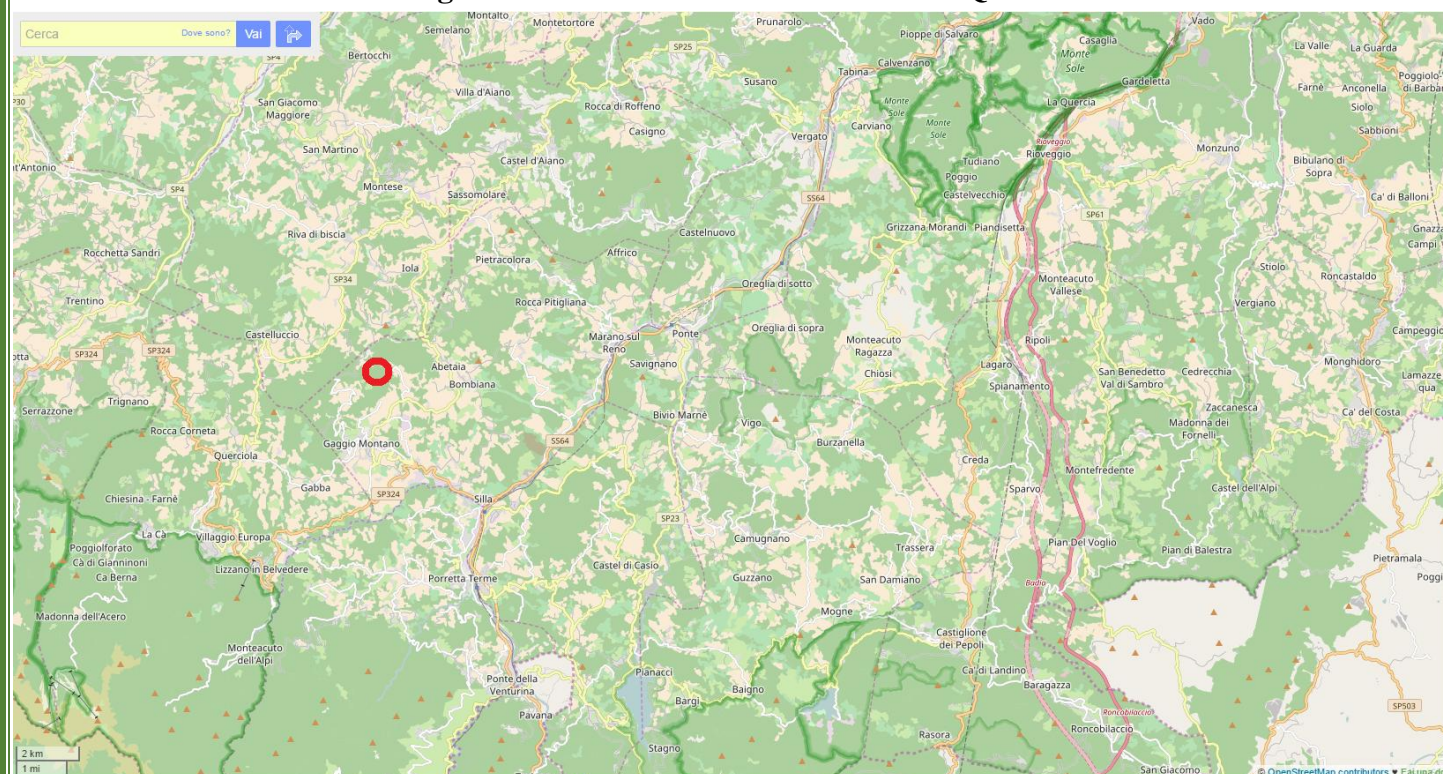 Montalto
Montetortore
Semelano
Prunarolo
Pioppe di Salvaro
Vado
Cerca
Dove sono?
Vai
SP25
Calvenzano
Casaglia
Monte
Sole
La Valle
La Guarda
SP4
Bertocchi
Tabina
Susano
Gardeletta
Poggiolo
di Barba
Farnè
Anconella
San Giacomo
Maggiore
Villa d'Aiano
Rocca di Roffeno
Monte
Sole
La Quercia
Siolo
Casigno
Vergato
Carviano
Monte
Sole
Sabbioni
San Martino
Castel d'Aiano
Rioveggio
Rioveggio
Monzuno
Bibulano di
Sopra
nt'Antonio
Tudiano
Poggio
SP4
Montese
Sassomolare
SS64
Castelvecchio
Ca' di Balloni
SP61
Riva di biscia
Castelnuovo
Grizzana Morandi
Piandisetta
Gnazz
Campi
Rocchetta Sandri
Affrico
Iola
Pietracolora
Stiolo
Roncastaldo
SP34
Oreglia di sotto
Monteacuto
Vallese
Trentino
Rocca Pitigliana
Vergiano
Castelluccio
Marano sul
Reno
Ponte
Oreglia di sopra
Monteacuto
Ragazza
Ripoli
Campeggio
SP324
SP324
Abetaia
Savignano
Lagaro
Monghidoro
Bombiana
Chiosi
Spianamento
San Benedetto
Val di Sambro
Cedrecchia
Lamazze
qua
Trignano
Serrazzone
Zaccanesca
Rocca Corneta
Bivio Marnè
Vigo
Madonna dei
Fornelli
Ca' del Costa
Gaggio Montano
SS64
Burzanella
Querciola
Creda
Montefredente
Gabba
Sparvo
Castel dell'Alpi
Chiesina - Farnè
SP324
Silla
SP23
La Cà
Villaggio Europa
Camugnano
Trassera
Pian Del Voglio
Pian di Balestra
Poggiolforato
Cà di Gianninoni
Ca Berna
Pietramala
Lizzano in Belvedere
Porretta Terme
Castel di Casio
Guzzano
San Damiano
Badia
Poggi
Madonna dell'Acero
Mogne
Castiglione
dei Pepoli
Monteacuto
dell'Alpi
Ca' di Landino
Ponte della
Venturina
Pianacci
Baigno
Baragazza
Bargi
SP503
Pavana
Roncobilaccio
Roncobilaccio
Stagno
Rasora
2 km
1 mi
San Giacomo
© OpenStreetMap contributors ♥